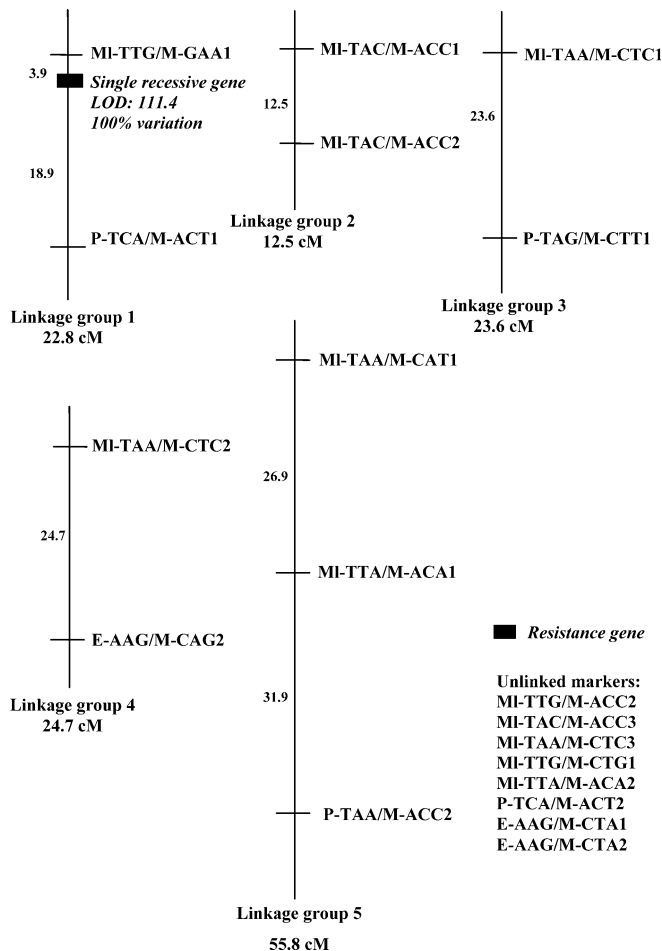 Ml-TTG/M-GAA1
3.9
Single recessive gene
LOD: 111.4
100% variation
18.9
P-TCA/M-ACT1
Linkage group 1
22.8 cM
Ml-TAC/M-ACC1
12.5
Ml-TAC/M-ACC2
Linkage group 2
12.5 cM
Ml-TAA/M-CTC1
23.6
P-TAG/M-CTT1
Linkage group 3
23.6 cM
Ml-TAA/M-CTC2
24.7
E-AAG/M-CAG2
Linkage group 4
24.7 cM
Ml-TAA/M-CAT1
26.9
Ml-TTA/M-ACA1
31.9
P-TAA/M-ACC2
Linkage group 5
55.8 cM
Resistance gene
Unlinked markers:
Ml-TTG/M-ACC2
Ml-TAC/M-ACC3
Ml-TAA/M-CTC3
Ml-TTG/M-CTG1
Ml-TTA/M-ACA2
P-TCA/M-ACT2
E-AAG/M-CTA1
E-AAG/M-CTA2